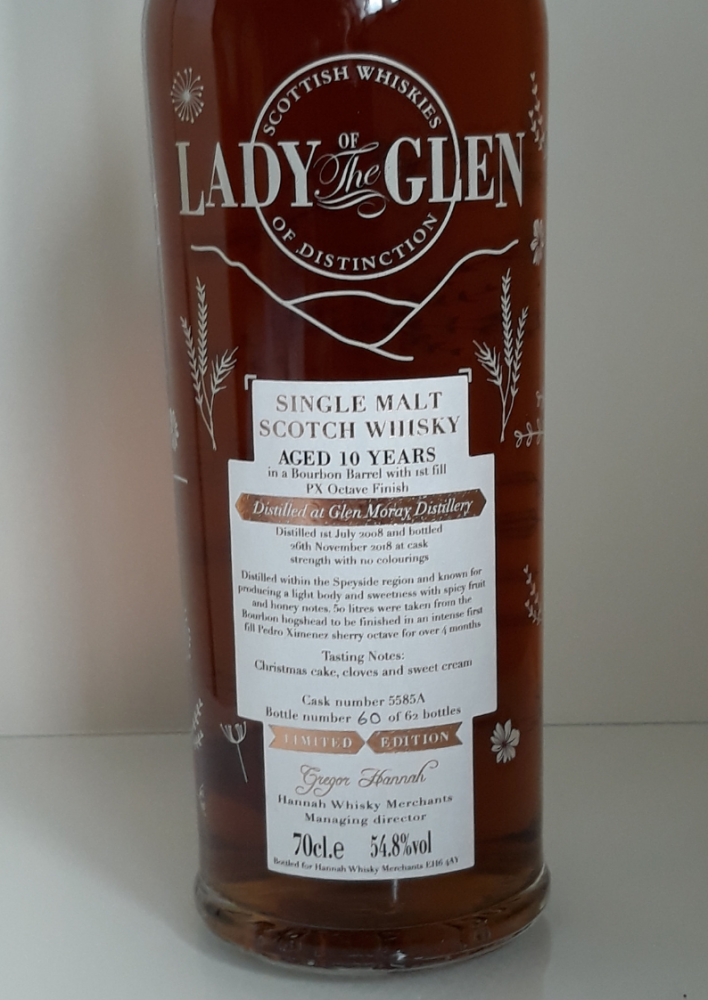 SCOTTISH WHISKIES
LADY OF The GLEN
OF DISTINCTION
SINGLE MALT
SCOTCH WHISKY
AGED 10 YEARS
in a Bourbon Barrel with 1st fill
PX Octave Finish
Distilled at Glen Moray Distillery
Distilled 1st July 2008 and bottled
26th November 2018 at cask
strength with no colourings
Distilled within the Speyside region and known for
producing a light body and sweetness with spicy fruit
and honey notes. 50 litres were taken from the
Bourbon hogshead to be finished in an intense first
fill Pedro Ximenez sherry octave for over 4 months
Tasting Notes:
Christmas cake, cloves and sweet cream
Cask number 5585A
Bottle number 60 of 62 bottles
LIMITED EDITION
Gregor Hannah
Hannah Whisky Merchants
Managing director
70cl.e 54.8%vol
Bottled for Hannah Whisky Merchants EH6 4AY